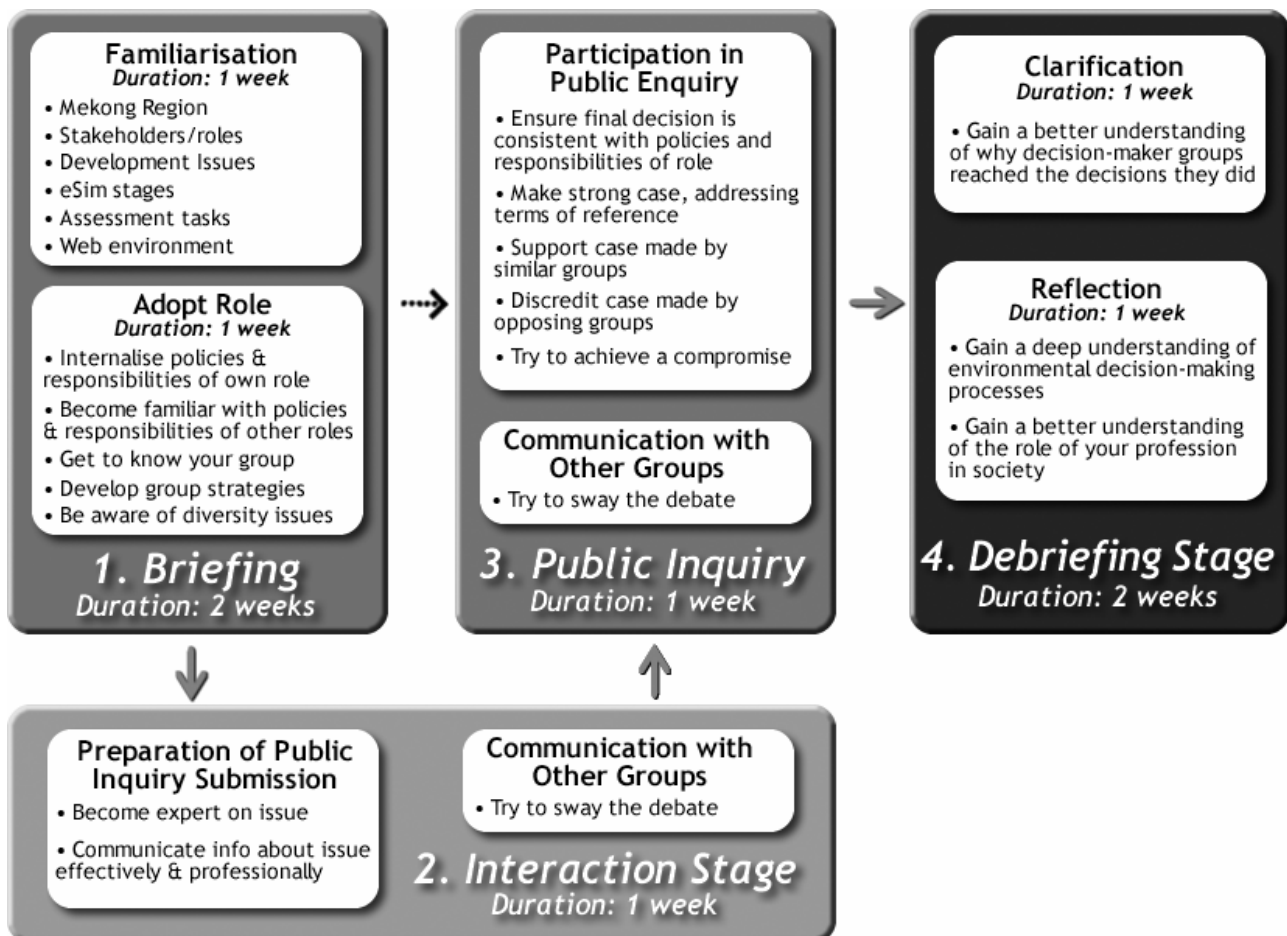 Familiarisation
Duration: 1 week
• Mekong Region
• Stakeholders/roles
• Development Issues
• eSim stages
• Assessment tasks
• Web environment
Adopt Role
Duration: 1 week
• Internalise policies &
responsibilities of own role
• Become familiar with policies
& responsibilities of other roles
• Get to know your group
• Develop group strategies
• Be aware of diversity issues
1. Briefing
Duration: 2 weeks
Preparation of Public
Inquiry Submission
• Become expert on issue
• Communicate info about issue
effectively & professionally
Communication with
Other Groups
• Try to sway the debate
2. Interaction Stage
Duration: 1 week
Participation in
Public Enquiry
• Ensure final decision is
consistent with policies and
responsibilities of role
• Make strong case, addressing
terms of reference
• Support case made by
similar groups
• Discredit case made by
opposing groups
• Try to achieve a compromise
Communication with
Other Groups
• Try to sway the debate
3. Public Inquiry
Duration: 1 week
Clarification
Duration: 1 week
• Gain a better understanding
of why decision-maker groups
reached the decisions they did
Reflection
Duration: 1 week
• Gain a deep understanding of
environmental decision-making
processes
• Gain a better understanding
of the role of your profession
in society
4. Debriefing Stage
Duration: 2 weeks